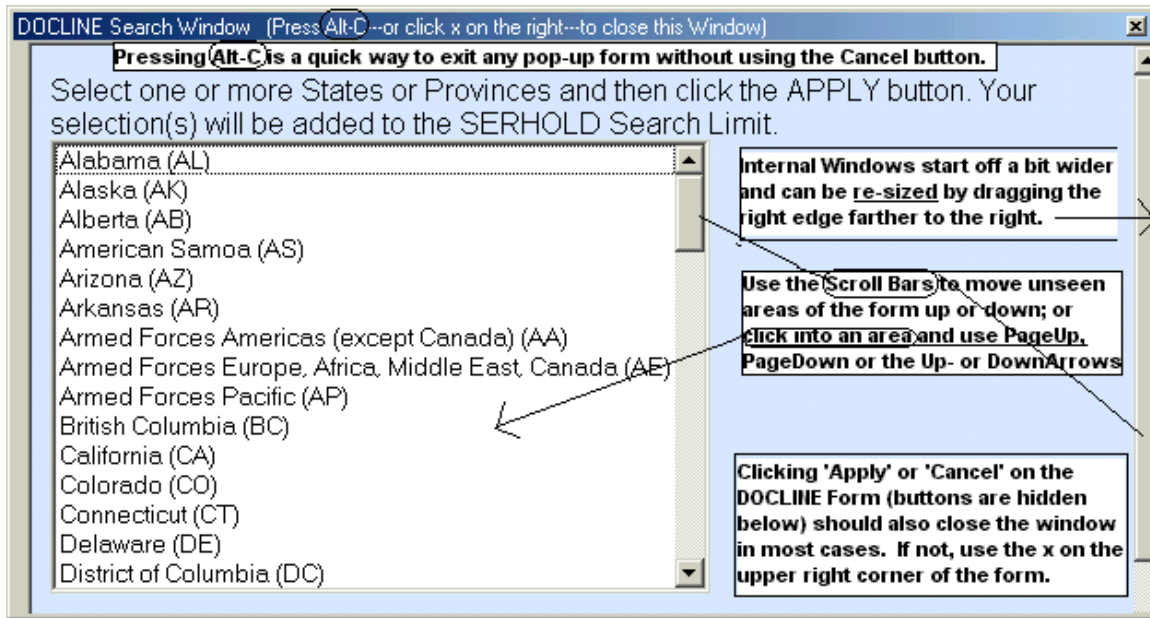 DOCLINE Search Window (Press Alt-C---or click x on the right---to close this Window)
Pressing Alt-C is a quick way to exit any pop-up form without using the Cancel button.
Select one or more States or Provinces and then click the APPLY button. Your
selection(s) will be added to the SERHOLD Search Limit.
Alabama (AL)
Alaska (AK)
Alberta (AB)
American Samoa (AS)
Arizona (AZ)
Arkansas (AR)
Armed Forces Americas (except Canada) (AA)
Armed Forces Europe, Africa, Middle East, Canada (AE)
Armed Forces Pacific (AP)
British Columbia (BC)
California (CA)
Colorado (CO)
Connecticut (CT)
Delaware (DE)
District of Columbia (DC)
Internal Windows start off a bit wider
and can be re-sized by dragging the
right edge farther to the right.
Use the Scroll Bars to move unseen
areas of the form up or down; or
click into an area and use PageUp,
PageDown or the Up- or DownArrows
Clicking 'Apply' or 'Cancel' on the
DOCLINE Form (buttons are hidden
below) should also close the window
in most cases. If not, use the x on the
upper right corner of the form.